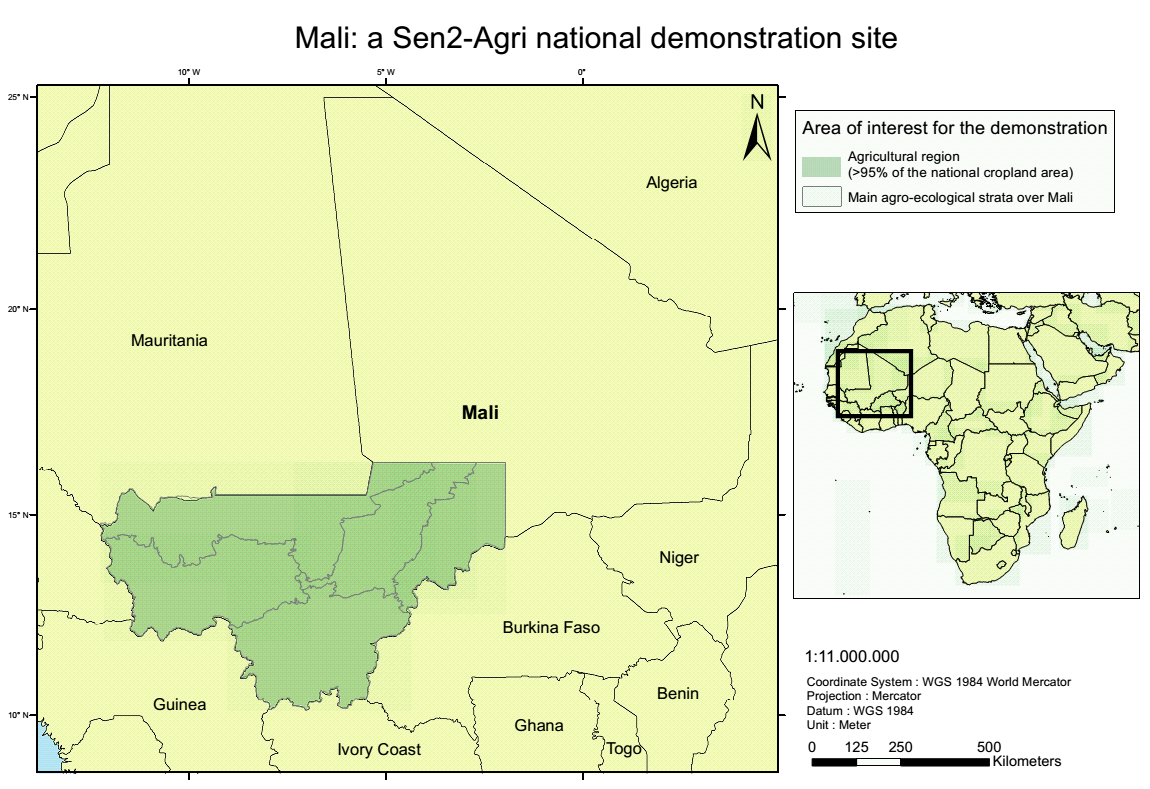 Mali: a Sen2-Agri national demonstration site
10° W
5° W
0°
25° N
20° N
15° N
10° N
N
Algeria
Mauritania
Mali
Niger
Burkina Faso
Benin
Guinea
Ghana
Ivory Coast
Togo
Area of interest for the demonstration
Agricultural region
(>95% of the national cropland area)
Main agro-ecological strata over Mali
1:11.000.000
Coordinate System : WGS 1984 World Mercator
Projection : Mercator
Datum : WGS 1984
Unit : Meter
0 125 250 500
Kilometers